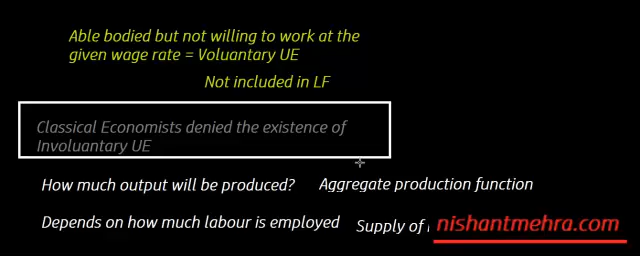 Able bodied but not willing to work at the
given wage rate = Voluantary UE
Not included in LF
Classical Economists denied the existence of
Involuantary UE
How much output will be produced? Aggregate production function
Depends on how much labour is employed Supply of
nishantmehra.com